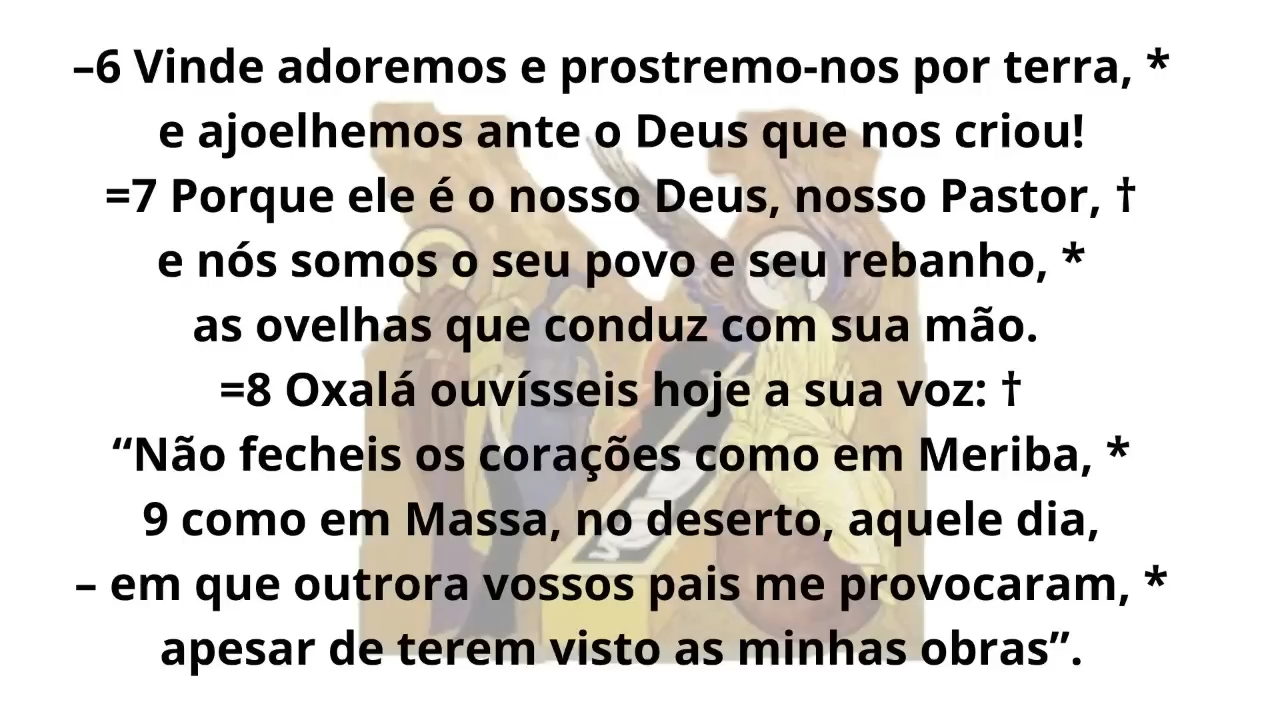 –6 Vinde adoremos e prostremo-nos por terra, *
e ajoelhemos ante o Deus que nos criou!
=7 Porque ele é o nosso Deus, nosso Pastor, †
e nós somos o seu povo e seu rebanho, *
as ovelhas que conduz com sua mão.
=8 Oxalá ouvísseis hoje a sua voz: †
“Não fecheis os corações como em Meriba, *
9 como em Massa, no deserto, aquele dia,
– em que outrora vossos pais me provocaram, *
apesar de terem visto as minhas obras”.